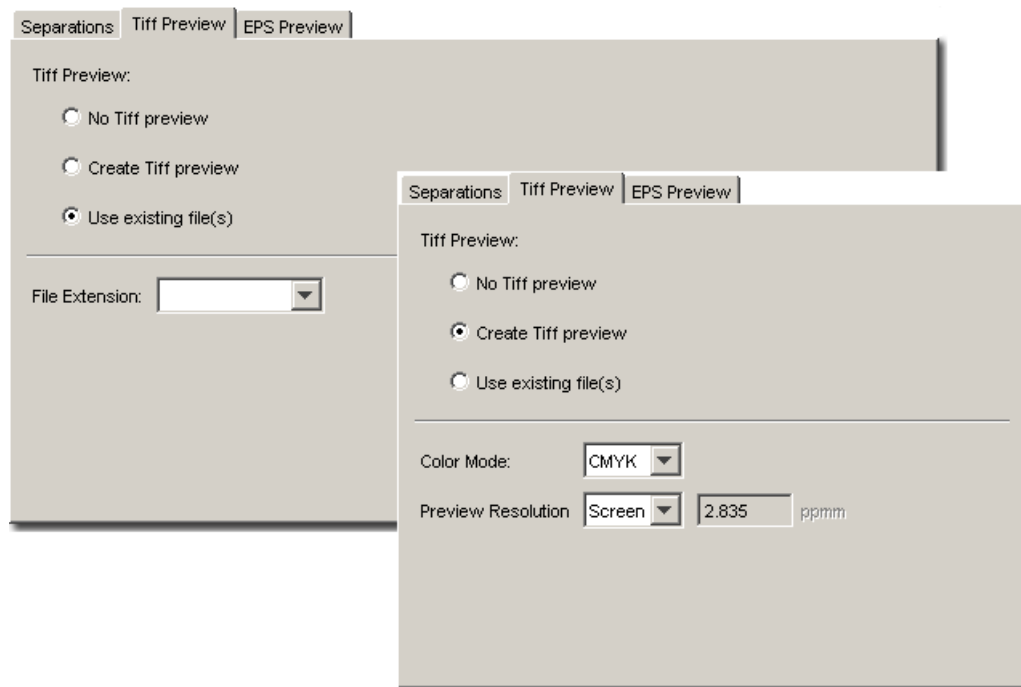 Separations Tiff Preview EPS Preview
Tiff Preview:
No Tiff preview
Create Tiff preview
Use existing file(s)
File Extension:
Separations Tiff Preview EPS Preview
Tiff Preview:
No Tiff preview
Create Tiff preview
Use existing file(s)
Color Mode: CMYK
Preview Resolution Screen 2.835 ppmm